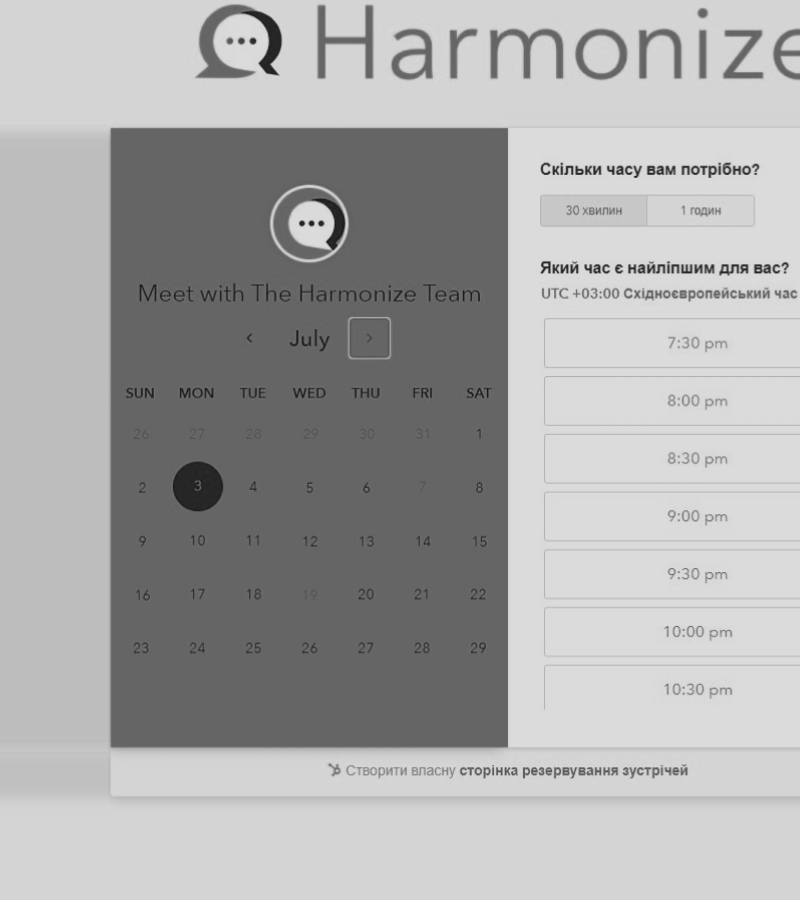 Harmonize
Meet with The Harmonize Team
July
SUN MON TUE WED THU FRI SAT
26 27 28 29 30 31 1
2 3 4 5 6 7 8
9 10 11 12 13 14 15
16 17 18 19 20 21 22
23 24 25 26 27 28 29
Скільки часу вам потрібно?
30 хвилин 1 годин
Який час є найліпшим для вас?
UTC +03:00 Східноєвропейський час
7:30 pm
8:00 pm
8:30 pm
9:00 pm
9:30 pm
10:00 pm
10:30 pm
Створити власну сторінка резервування зустрічей